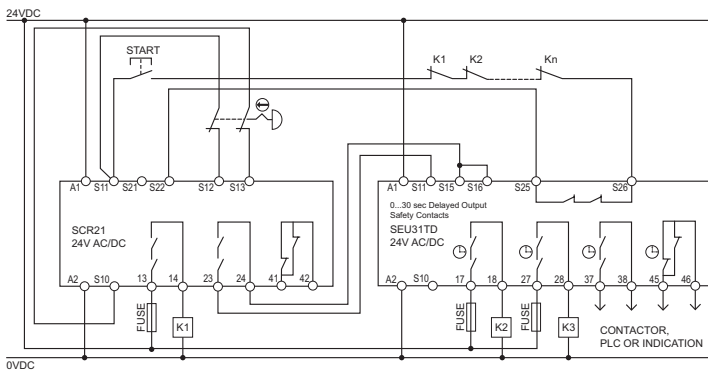 24VDC
START
K1 K2 Kn
A1 S11 S21 S22 S12 S13
A1 S11 S15 S16 S25 S26
SCR21
24V AC/DC
0...30 sec Delayed Output
Safety Contacts
SEU31TD
24V AC/DC
A2 S10 13 14 23 24 41 42
A2 S10 17 18 27 28 37 38 45 46
FUSE K1
FUSE K2 FUSE K3
CONTACTOR,
PLC OR INDICATION
0VDC